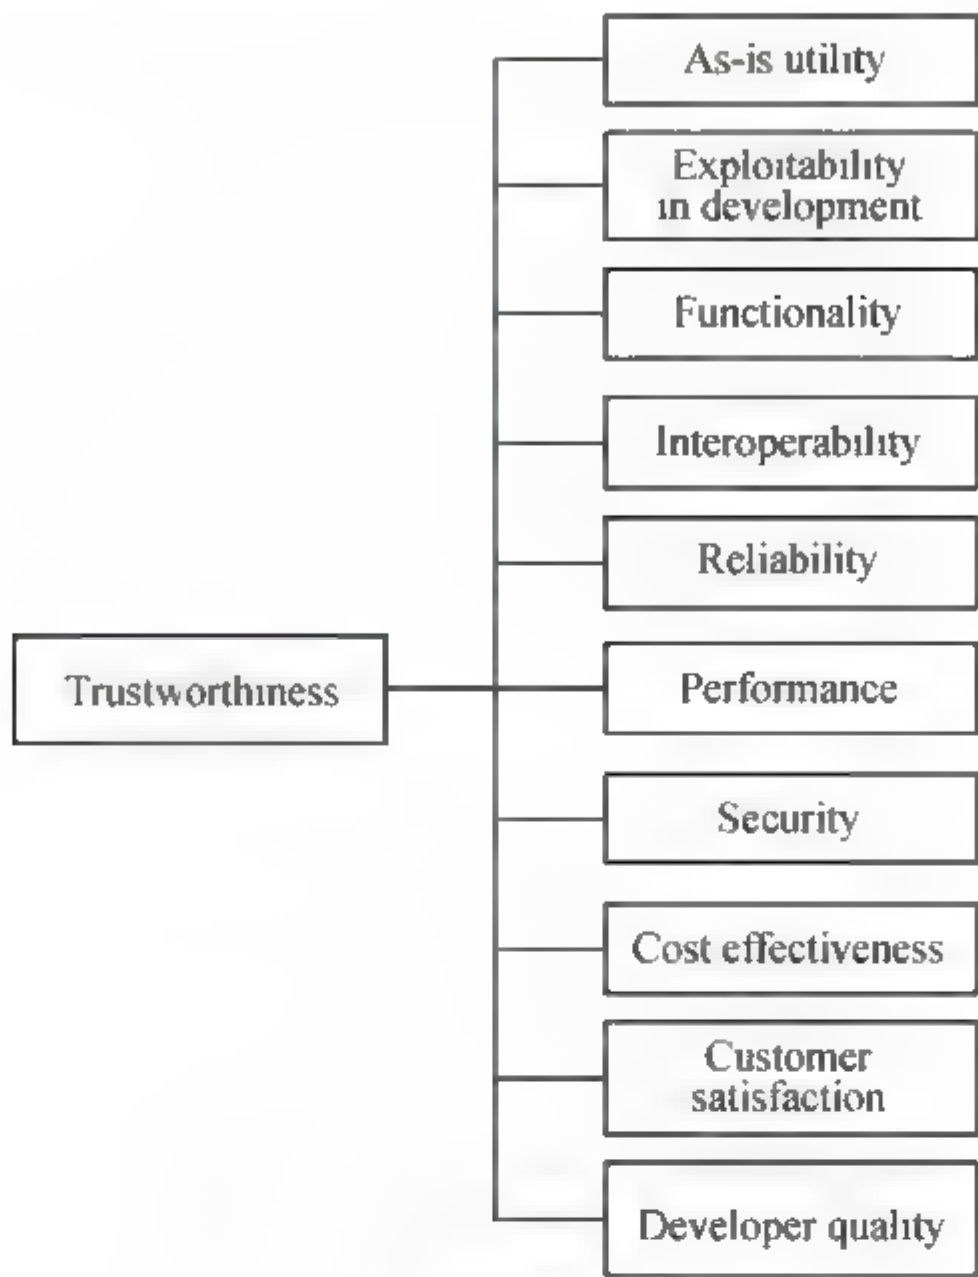 As-is utility
Exploitability
in development
Functionality
Interoperability
Reliability
Trustworthiness
Performance
Security
Cost effectiveness
Customer
satisfaction
Developer quality